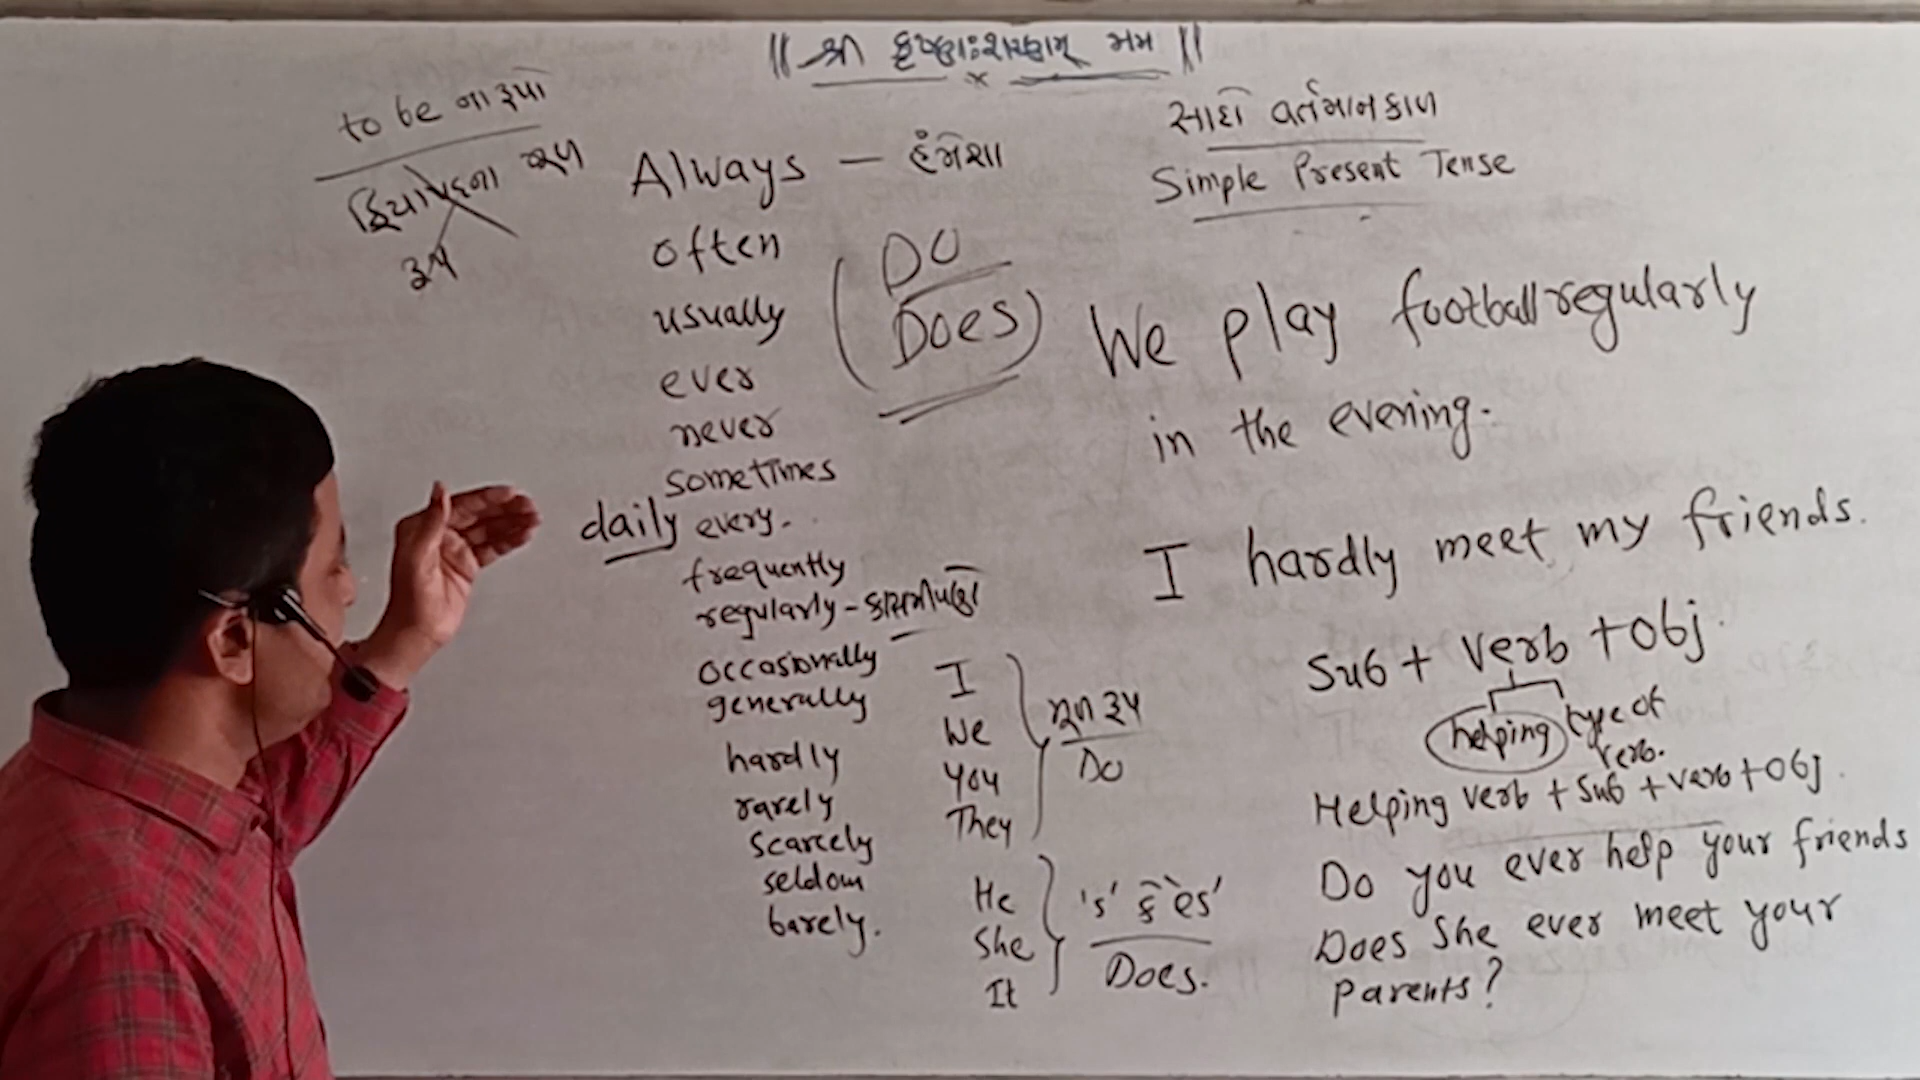 || શ્રી કૃષ્ણઃશરણમ્ મમ ||
to be ના રૂપો
ક્રિયાપદના મૂળ
રૂપ
Always – હંમેશા
often
usually
ever
never
sometimes
daily every.
frequently
regularly -
occasionally
generally
hardly
rarely
scarcely
seldom
barely.
(DO
Does)
I
We
You
They
મૂળ રૂપ
Do
He
She
It
's' કે 'es'
Does.
સાદો વર્તમાનકાળ
Simple Present Tense
We play football regularly
in the evening.
I hardly meet my friends.
Sub + verb + obj.
helping type of
verb.
Helping verb + Sub + verb + obj.
Do you ever help your friends
Does She ever meet your
parents?